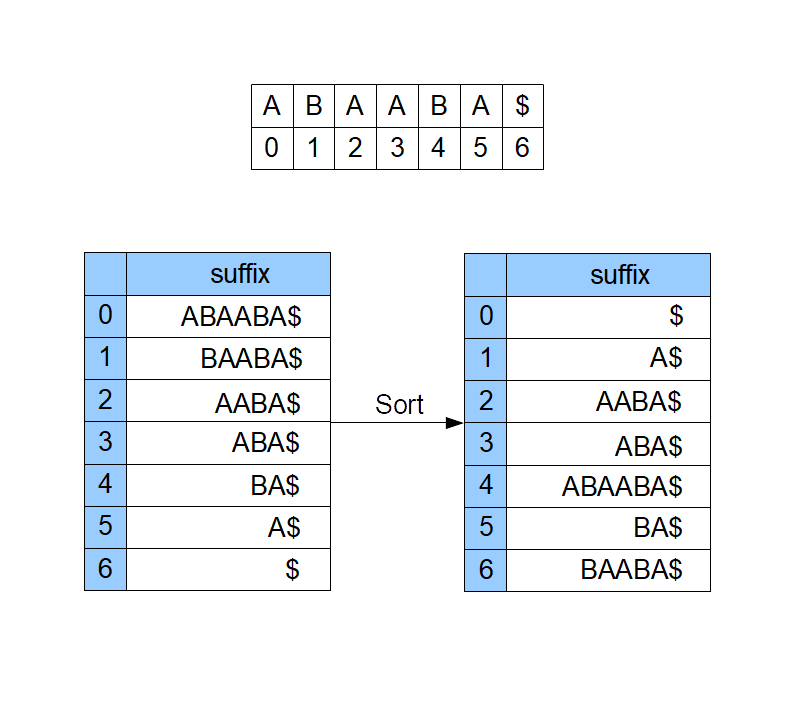 A B A A B A $
0 1 2 3 4 5 6
suffix
0 ABAABA$
1 BAABA$
2 AABA$
3 ABA$
4 BA$
5 A$
6 $
Sort
suffix
0 $
1 A$
2 AABA$
3 ABA$
4 ABAABA$
5 BA$
6 BAABA$